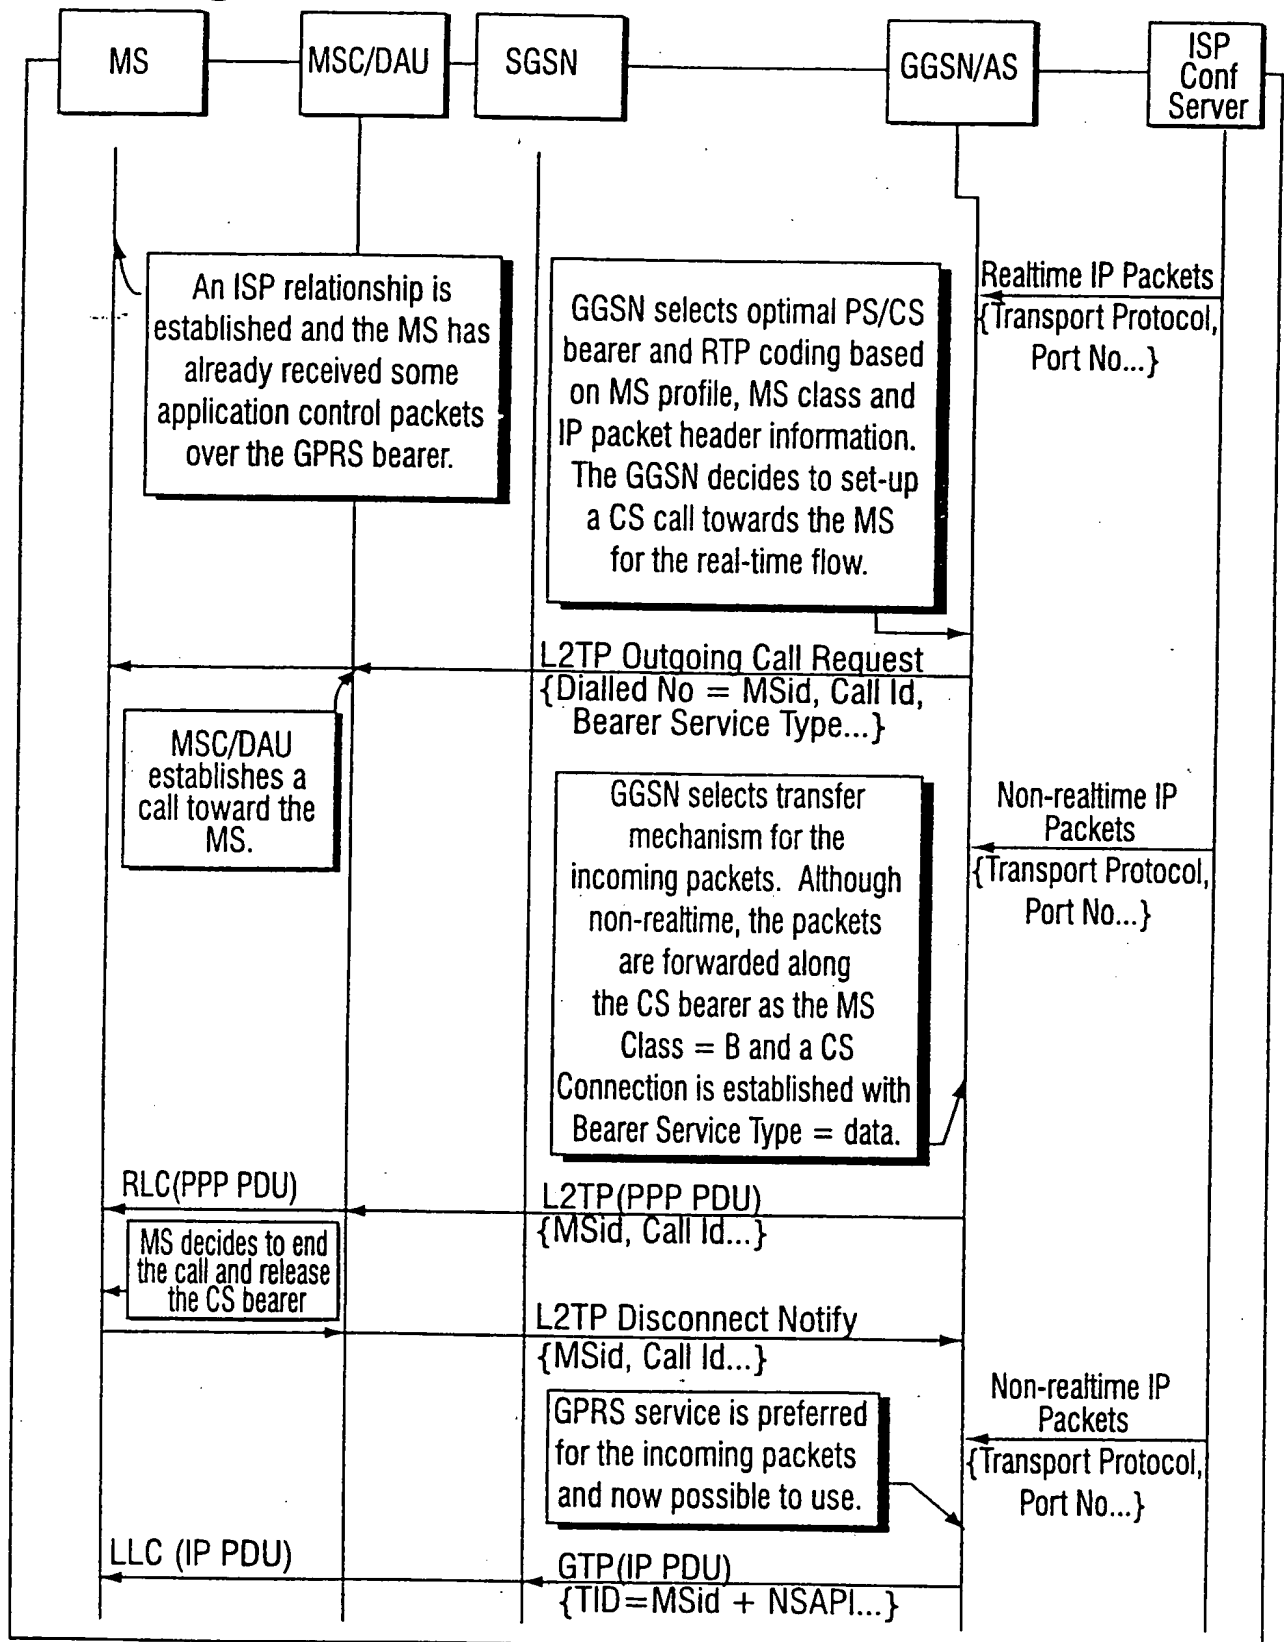 MS
MSC/DAU
SGSN
GGSN/AS
ISP
Conf
Server
An ISP relationship is
established and the MS has
already received some
application control packets
over the GPRS bearer.
GGSN selects optimal PS/CS
bearer and RTP coding based
on MS profile, MS class and
IP packet header information.
The GGSN decides to set-up
a CS call towards the MS
for the real-time flow.
Realtime IP Packets
{Transport Protocol,
Port No...}
L2TP Outgoing Call Request
{Dialled No = MSid, Call Id,
Bearer Service Type...}
MSC/DAU
establishes a
call toward the
MS.
GGSN selects transfer
mechanism for the
incoming packets. Although
non-realtime, the packets
are forwarded along
the CS bearer as the MS
Class = B and a CS
Connection is established with
Bearer Service Type = data.
Non-realtime IP
Packets
{Transport Protocol,
Port No...}
RLC(PPP PDU)
L2TP(PPP PDU)
{MSid, Call Id...}
MS decides to end
the call and release
the CS bearer
L2TP Disconnect Notify
{MSid, Call Id...}
GPRS service is preferred
for the incoming packets
and now possible to use.
Non-realtime IP
Packets
{Transport Protocol,
Port No...}
LLC (IP PDU)
GTP(IP PDU)
{TID=MSid + NSAPI...}